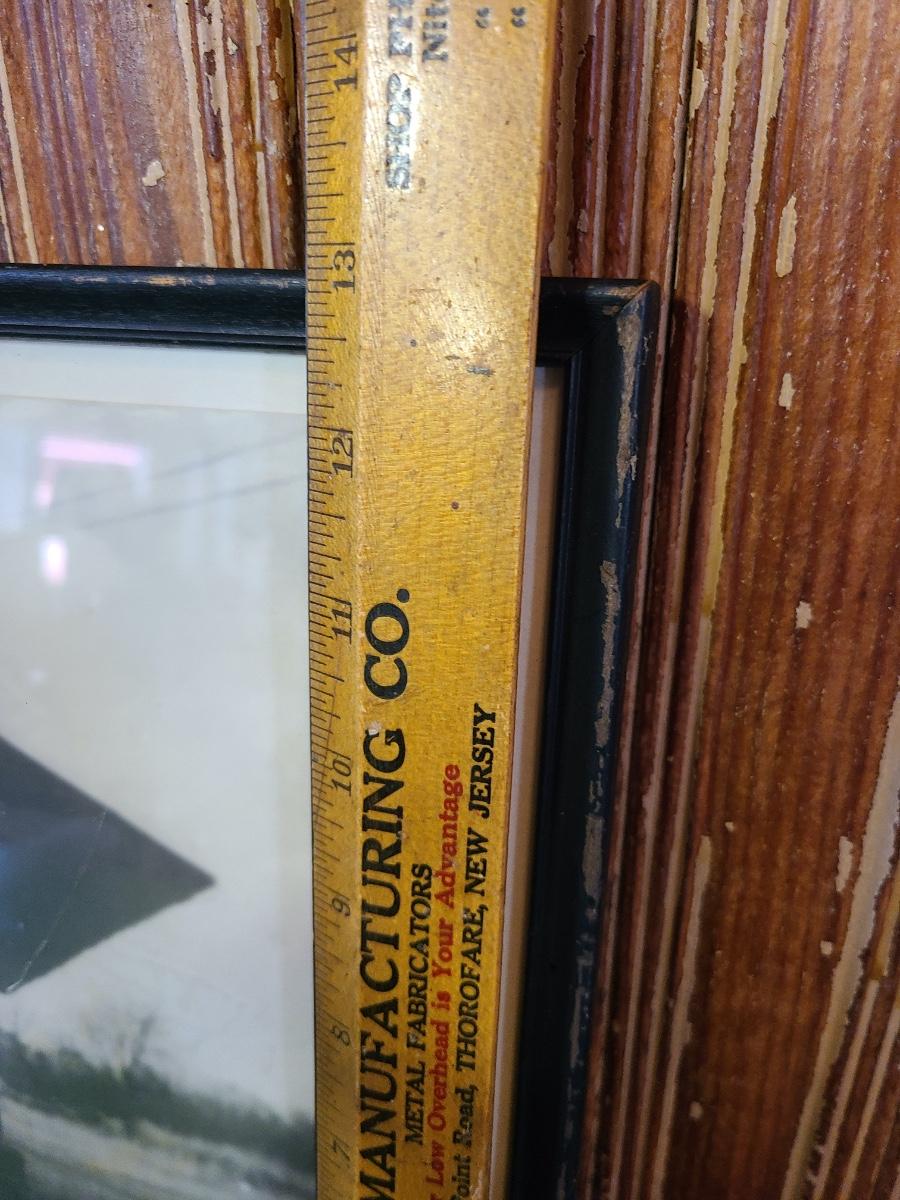 14
13
12
11
10
9
8
7
SHOP
MANUFACTURING CO.
METAL FABRICATORS
Low Overhead is Your Advantage
Point Road, THOROFARE, NEW JERSEY